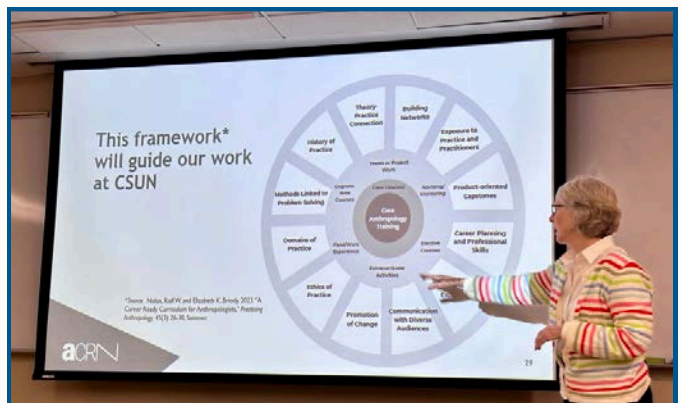 This framework*
will guide our work
at CSUN
Theory-
Practice
Connection
Building
Networks
Exposure to
Practice and
Practitioners
Product-oriented
Capstones
Career Planning
and Professional
Skills
Communication
with Diverse
Audiences
Promotion
of Change
Ethics of
Practice
Domains of
Practice
Methods Linked to
Problem Solving
History of
Practice
Thesis or Project
Work
Core Courses
Advising/
Mentoring
Elective
Courses
Extracurricular
Activities
Field/Work
Experience
Cognate
Area
Courses
Core
Anthropology
Training
*Source: Nolan, Riall W. and Elizabeth K. Briody 2023. "A
Career Ready Curriculum for Anthropologists." Practicing
Anthropology 45(3): 26-30, Summer.
aCRN
29